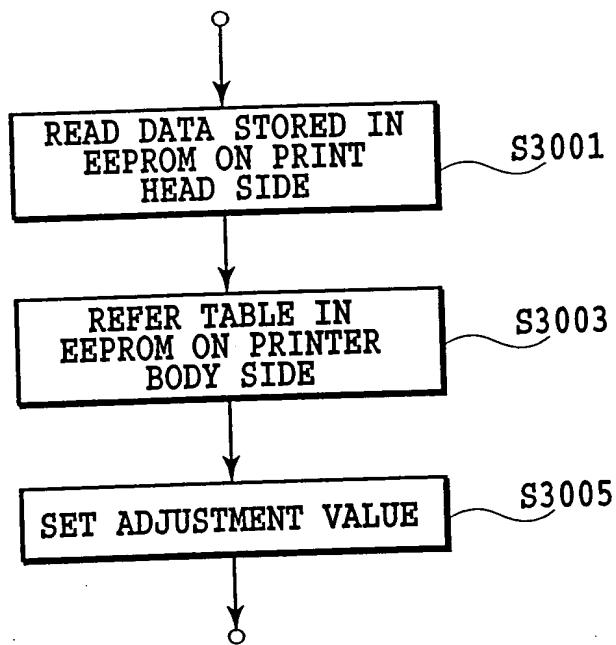 READ DATA STORED IN
EEPROM ON PRINT
HEAD SIDE
S3001
REFER TABLE IN
EEPROM ON PRINTER
BODY SIDE
S3003
SET ADJUSTMENT VALUE
S3005